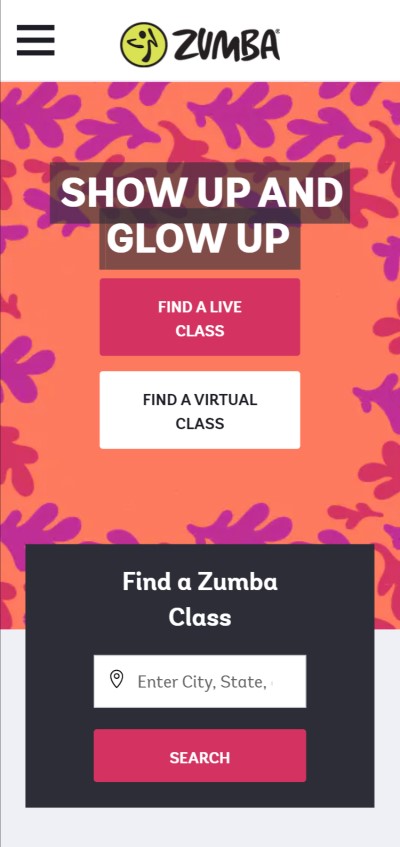 ZUMBA®
SHOW UP AND
GLOW UP
FIND A LIVE
CLASS
FIND A VIRTUAL
CLASS
Find a Zumba
Class
Enter City, State,
SEARCH